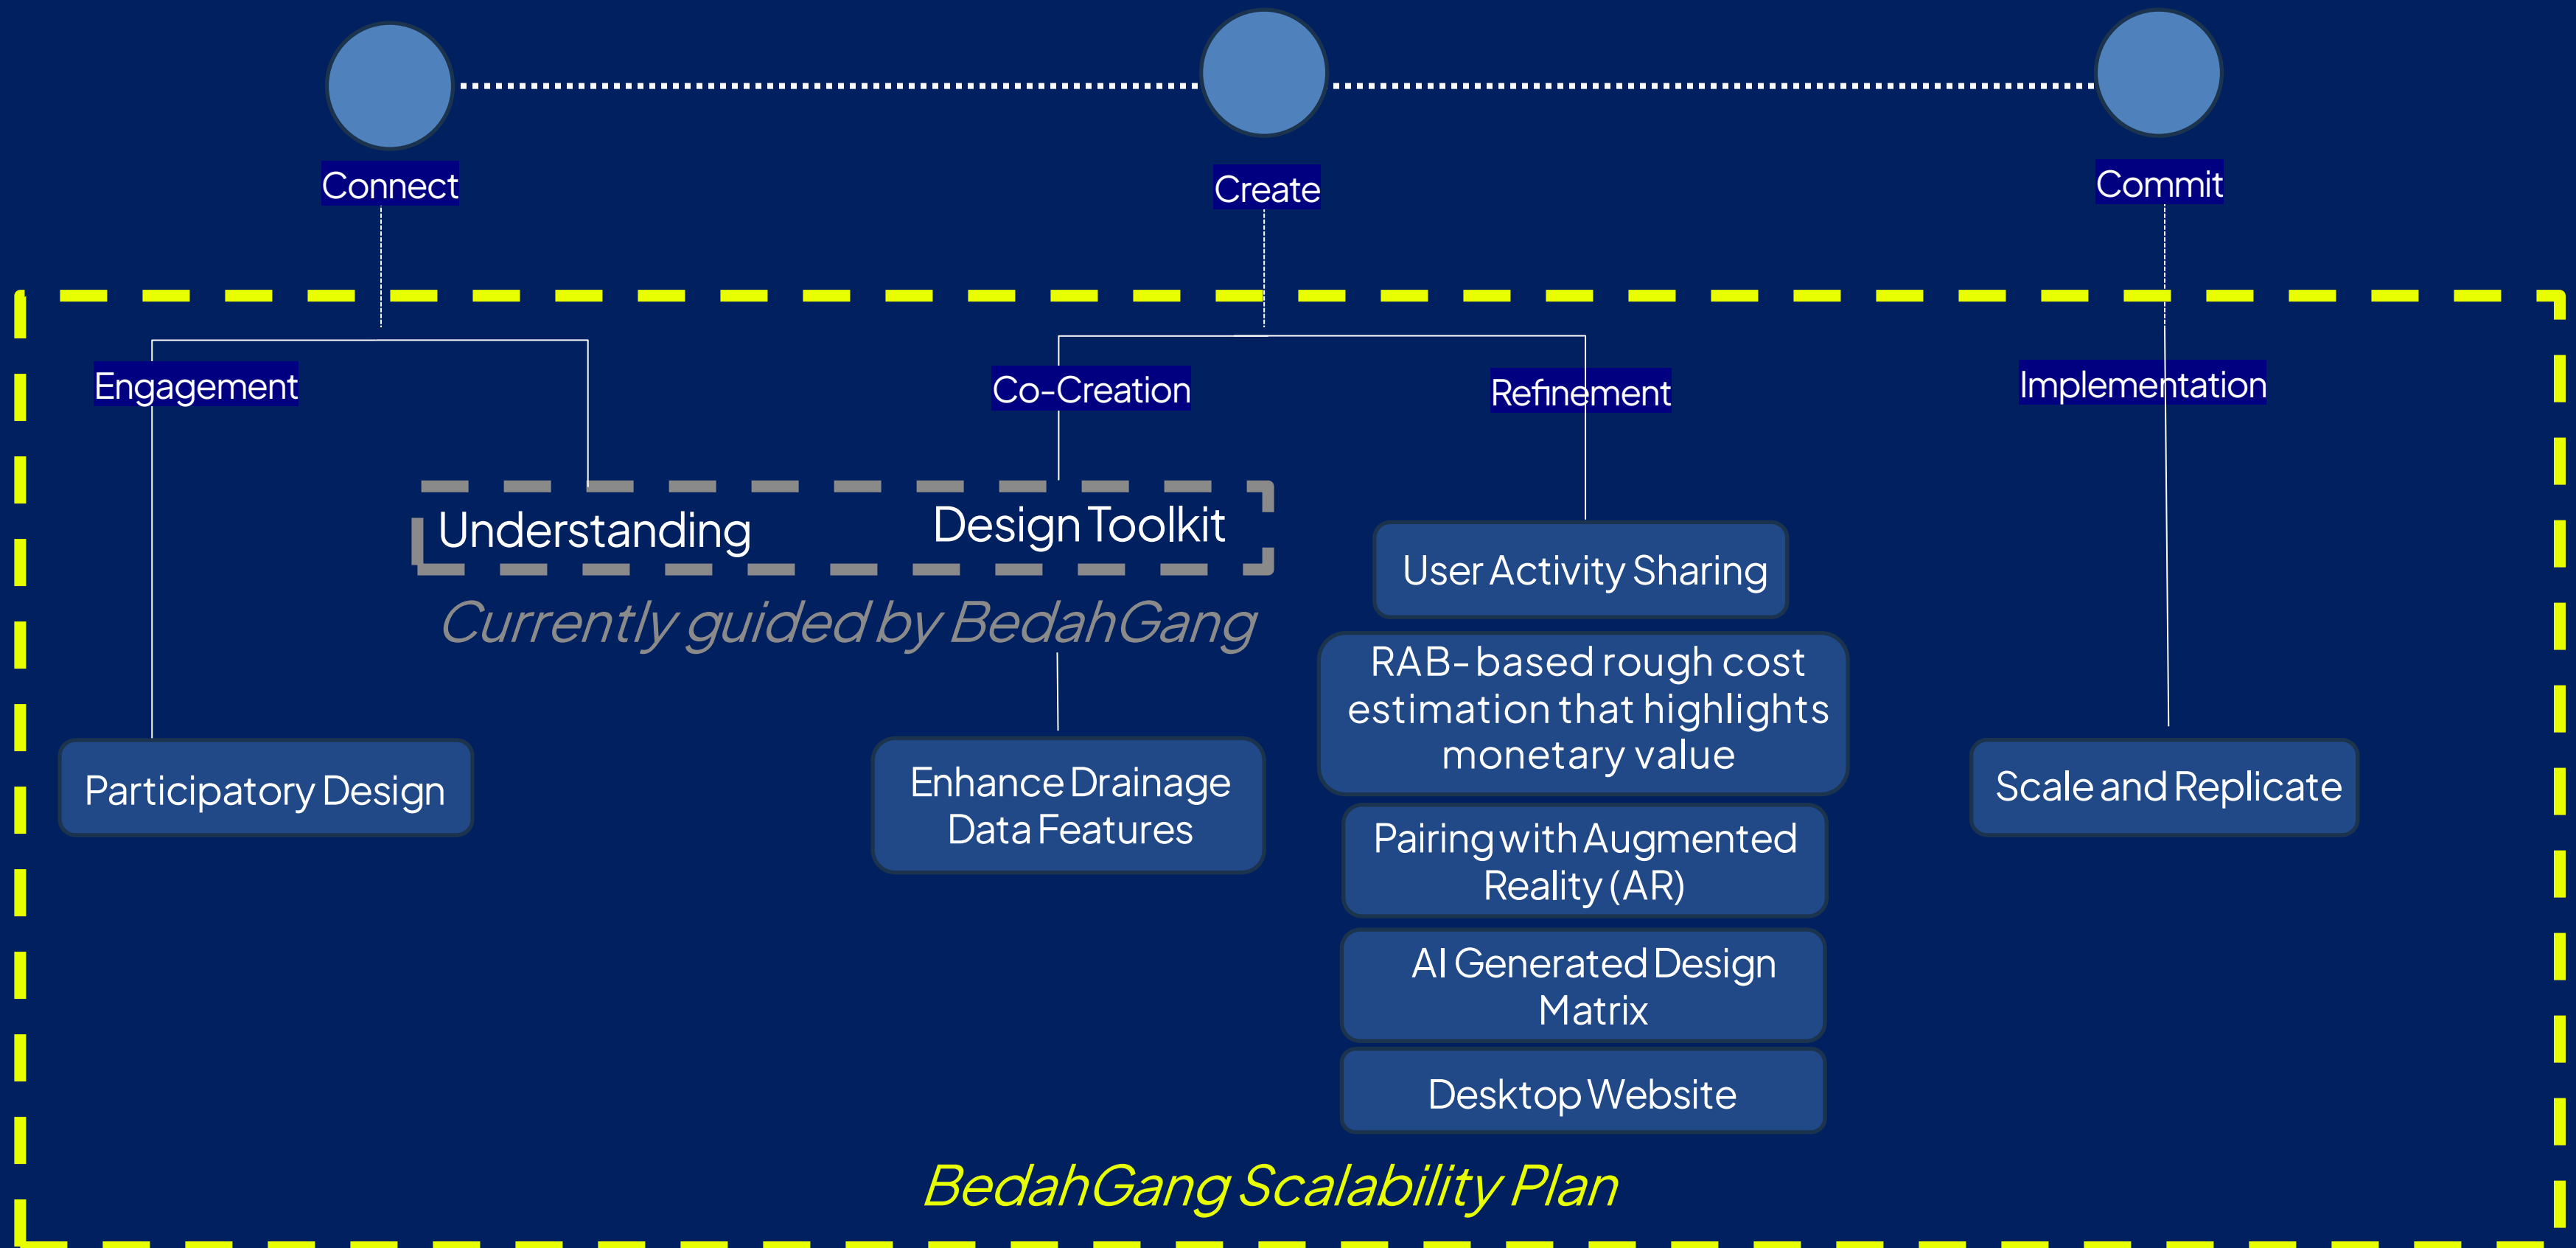 Connect
Create
Commit
Engagement
Co-Creation
Refinement
Implementation
Understanding
Design Toolkit
Currently guided by BedahGang
Participatory Design
Enhance Drainage
Data Features
User Activity Sharing
RAB- based rough cost
estimation that highlights
monetary value
Pairing with Augmented
Reality (AR)
AI Generated Design
Matrix
Desktop Website
Scale and Replicate
BedahGang Scalability Plan